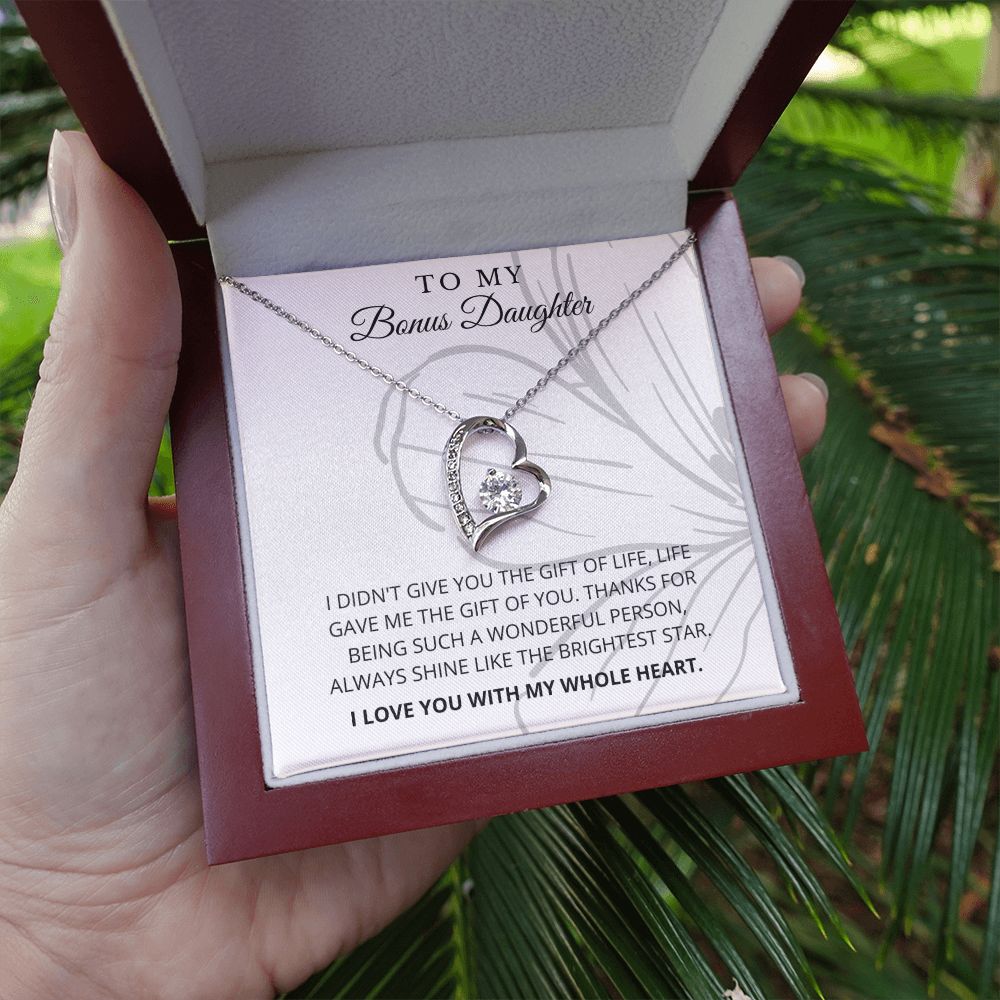 TO MY
Bonus Daughter
I DIDN'T GIVE YOU THE GIFT OF LIFE, LIFE
GAVE ME THE GIFT OF YOU. THANKS FOR
BEING SUCH A WONDERFUL PERSON,
ALWAYS SHINE LIKE THE BRIGHTEST STAR.
I LOVE YOU WITH MY WHOLE HEART.